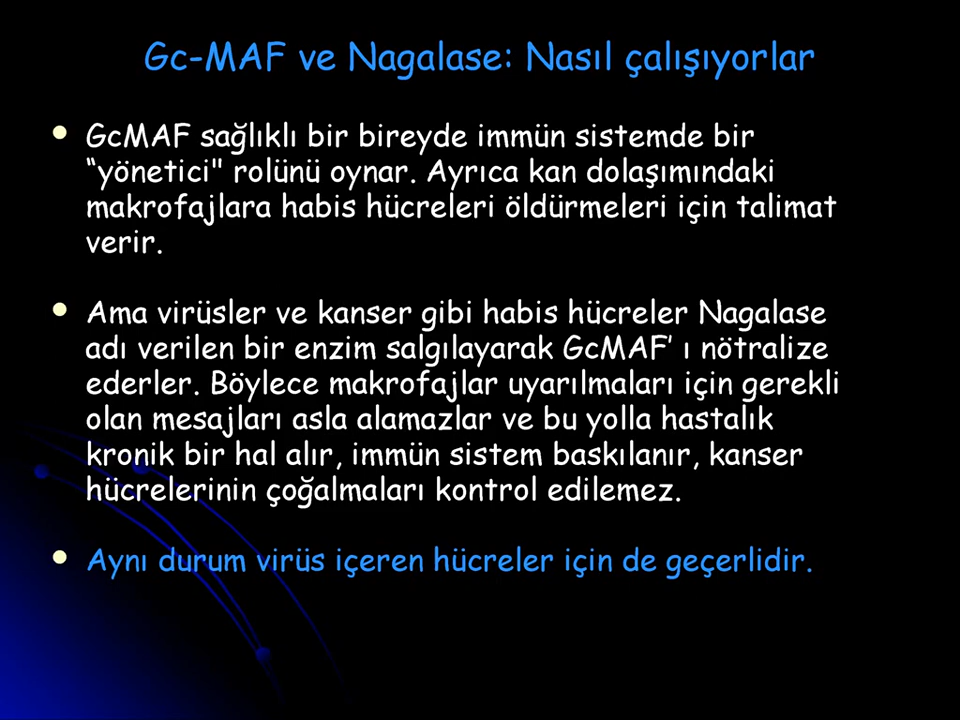 Gc-MAF ve Nagalase: Nasıl çalışıyorlar
GcMAF sağlıklı bir bireyde immün sistemde bir
“yönetici" rolünü oynar. Ayrıca kan dolaşımındaki
makrofajlara habis hücreleri öldürmeleri için talimat
verir.
Ama virüsler ve kanser gibi habis hücreler Nagalase
adı verilen bir enzim salgılayarak GcMAF’ ı nötralize
ederler. Böylece makrofajlar uyarılmaları için gerekli
olan mesajları asla alamazlar ve bu yolla hastalık
kronik bir hal alır, immün sistem baskılanır, kanser
hücrelerinin çoğalmaları kontrol edilemez.
Aynı durum virüs içeren hücreler için de geçerlidir.